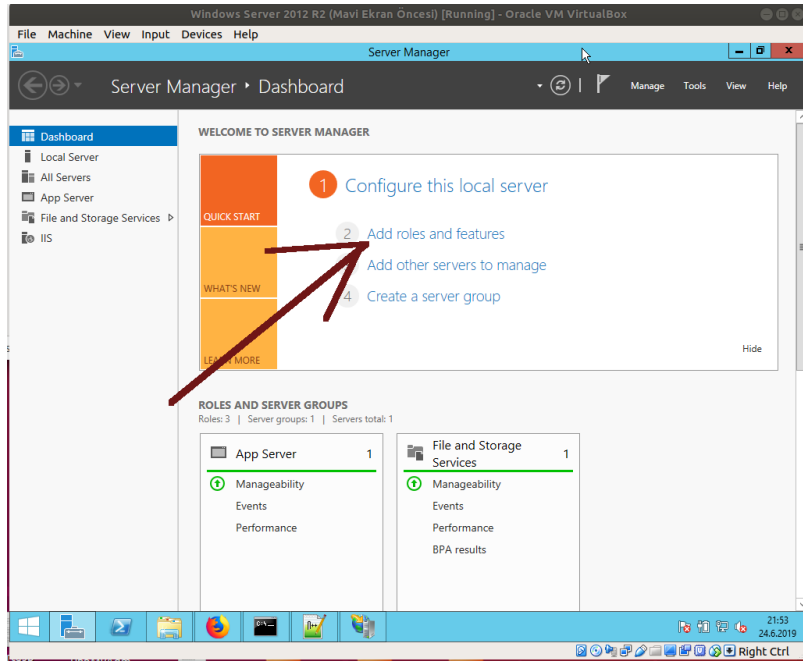 Windows Server 2012 R2 (Mavi Ekran Öncesi) [Running] - Oracle VM VirtualBox
File Machine View Input Devices Help
Server Manager
Server Manager • Dashboard
Manage Tools View Help
Dashboard
Local Server
All Servers
App Server
File and Storage Services
IIS
WELCOME TO SERVER MANAGER
QUICK START
WHAT'S NEW
LEARN MORE
1 Configure this local server
2 Add roles and features
Add other servers to manage
4 Create a server group
Hide
ROLES AND SERVER GROUPS
Roles: 3 | Server groups: 1 | Servers total: 1
App Server 1
Manageability
Events
Performance
File and Storage
Services 1
Manageability
Events
Performance
BPA results
21:53
24.6.2019
Right Ctrl